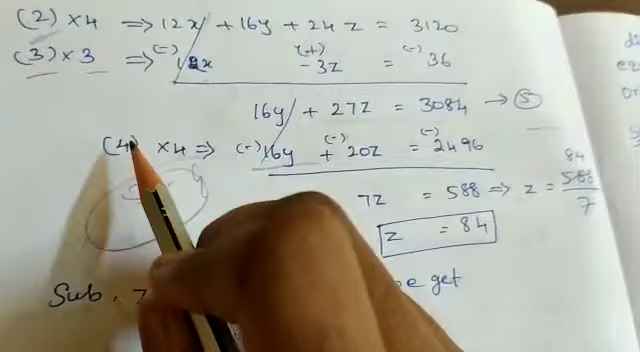 (2) x 4 ⇒ 12x + 16y + 24z = 3120
(3) x 3 ⇒ (-) 12x (+) - 3z (-) = 36
16y + 27z = 3084 → (5)
(4) x 4 ⇒ (-) 16y (-) + 20z (-) = 2496
7z = 588 ⇒ z = 588/7 84
z = 84
Sub. z get